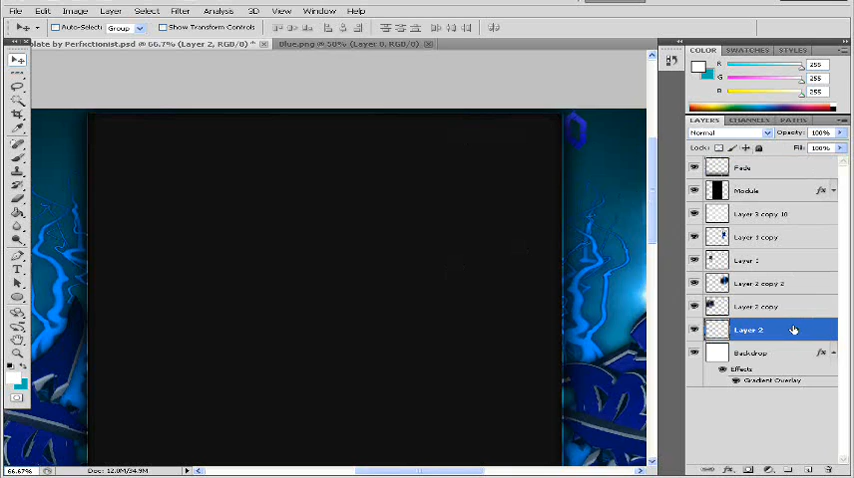 File Edit Image Layer Select Filter Analysis 3D View Window Help
Auto-Select: Group Show Transform Controls
plate by Perfectionist.psd @ 66.7% (Layer 2, RGB/8) * Blue.png @ 50% (Layer 0, RGB/8)
COLOR SWATCHES STYLES
R 255
G 255
B 255
LAYERS CHANNELS PATHS
Normal Opacity: 100%
Lock: Fill: 100%
Fade
Module fx
Layer 3 copy 10
Layer 3 copy
Layer 2 copy 2
Layer 2 copy
Layer 2
Backdrop fx
Effects
Gradient Overlay
66.67% Doc: 12.0M/34.9M